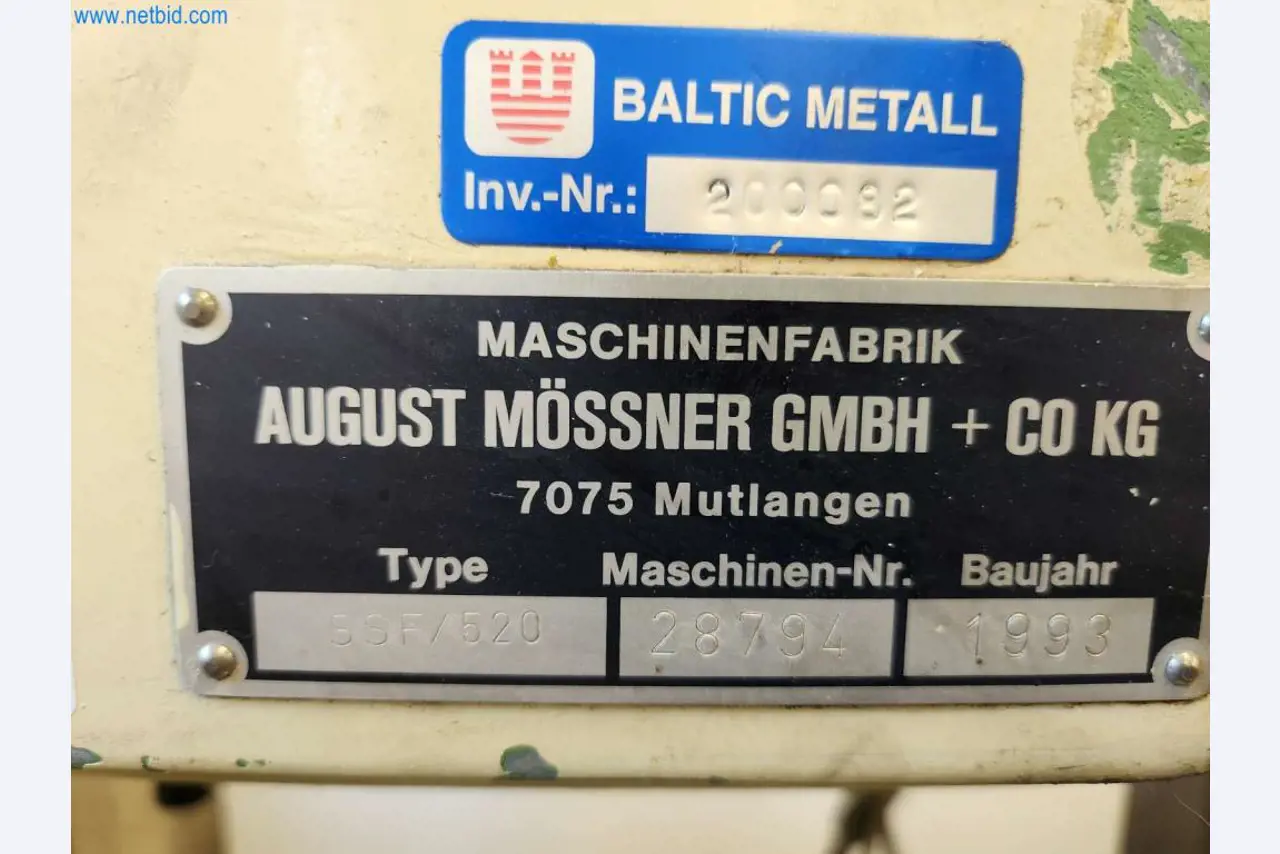 www.netbid.com
BALTIC METALL
Inv.-Nr.: 200082
MASCHINENFABRIK
AUGUST MÖSSNER GMBH + CO KG
7075 Mutlangen
Type Maschinen-Nr. Baujahr
SSF/520 28794 1993